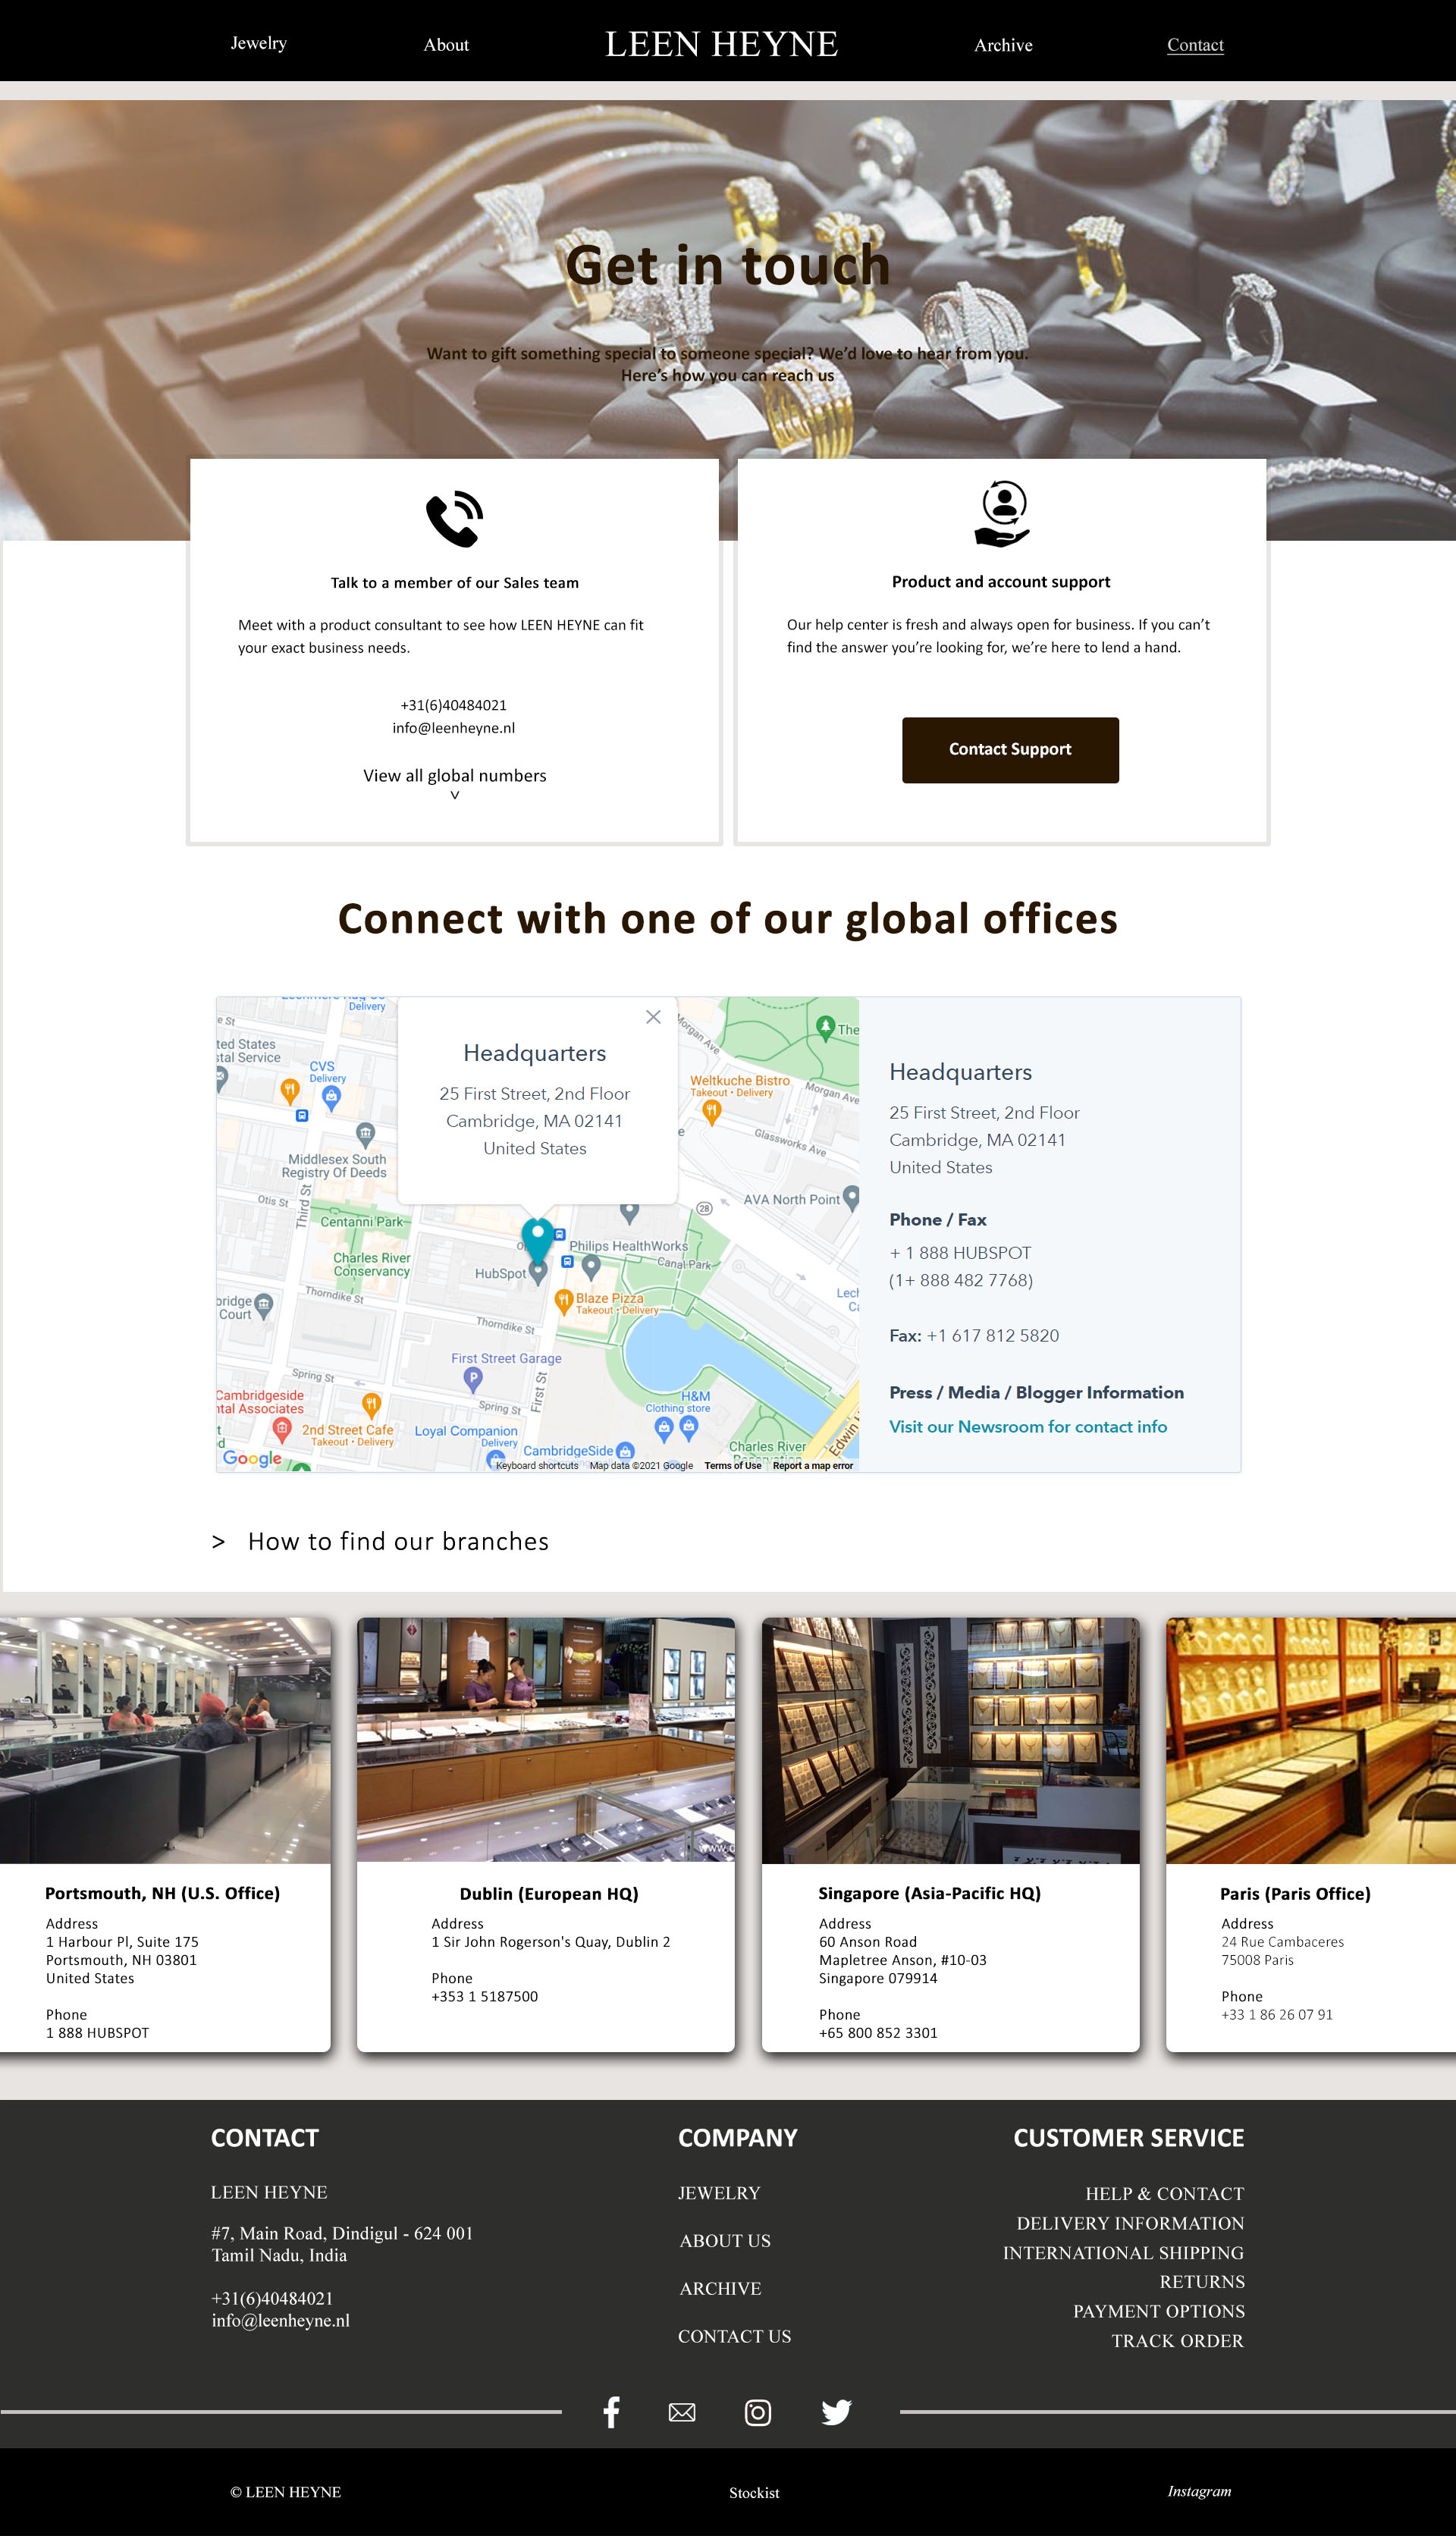 Jewelry
About
LEEN HEYNE
Archive
Contact
Get in touch
Want to gift something special to someone special? We’d love to hear from you.
Here’s how you can reach us
Talk to a member of our Sales team
Meet with a product consultant to see how LEEN HEYNE can fit
your exact business needs.
+31(6)40484021
info@leenheyne.nl
View all global numbers
Product and account support
Our help center is fresh and always open for business. If you can’t
find the answer you’re looking for, we’re here to lend a hand.
Contact Support
Connect with one of our global offices
Delivery
CVS
Delivery
Middlesex South
Registry Of Deeds
Otis St
Third St
Centanni Park
Charles River
Conservancy
Thorndike St
Court
Headquarters
25 First Street, 2nd Floor
Cambridge, MA 02141
United States
Morgan Ave
The
Weltkuche Bistro
Takeout • Delivery
Morgan Ave
Glassworks Ave
AVA North Point
28
Philips HealthWorks
Canal Park
HubSpot
Blaze Pizza
Takeout • Delivery
Thorndike St
First Street Garage
P
First St
Spring St
Spring St
Cambridgeside
2nd Street Cafe
Takeout • Delivery
Loyal Companion
Delivery
H&M
Clothing store
CambridgeSide
Charles River
Edwin
Google
Keyboard shortcuts
Map data ©2021 Google
Terms of Use
Report a map error
Headquarters
25 First Street, 2nd Floor
Cambridge, MA 02141
United States
Phone / Fax
+ 1 888 HUBSPOT
(1+ 888 482 7768)
Fax: +1 617 812 5820
Press / Media / Blogger Information
Visit our Newsroom for contact info
> How to find our branches
Portsmouth, NH (U.S. Office)
Address
1 Harbour Pl, Suite 175
Portsmouth, NH 03801
United States
Phone
1 888 HUBSPOT
Dublin (European HQ)
Address
1 Sir John Rogerson's Quay, Dublin 2
Phone
+353 1 5187500
Singapore (Asia-Pacific HQ)
Address
60 Anson Road
Mapletree Anson, #10-03
Singapore 079914
Phone
+65 800 852 3301
Paris (Paris Office)
Address
24 Rue Cambaceres
75008 Paris
Phone
+33 1 86 26 07 91
CONTACT
LEEN HEYNE
#7, Main Road, Dindigul - 624 001
Tamil Nadu, India
+31(6)40484021
info@leenheyne.nl
COMPANY
JEWELRY
ABOUT US
ARCHIVE
CONTACT US
CUSTOMER SERVICE
HELP & CONTACT
DELIVERY INFORMATION
INTERNATIONAL SHIPPING
RETURNS
PAYMENT OPTIONS
TRACK ORDER
© LEEN HEYNE
Stockist
Instagram